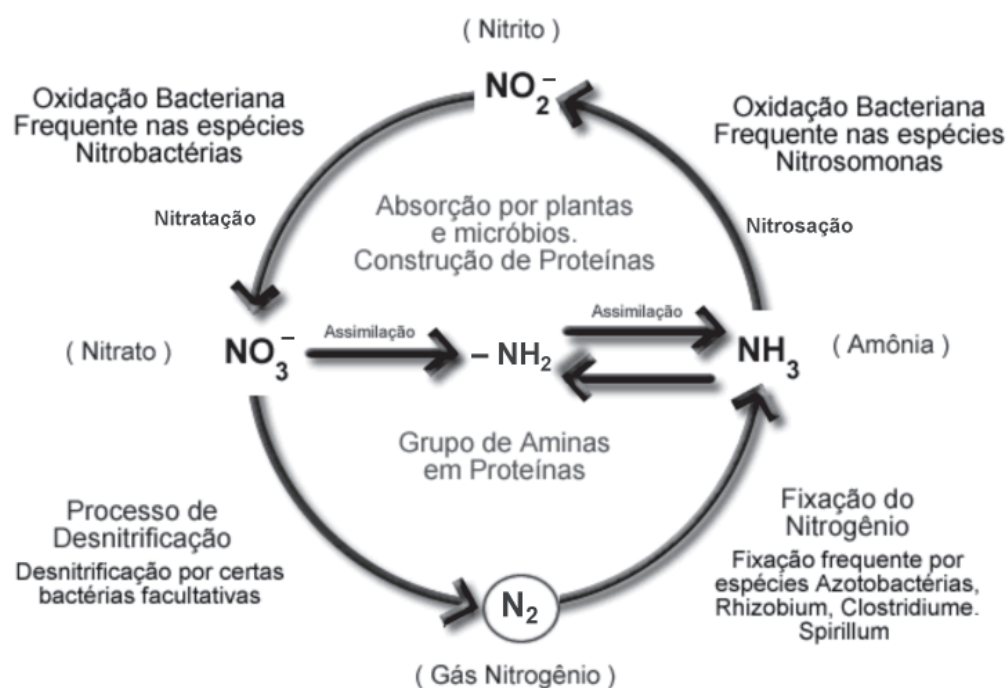 ( Nitrito )
NO₂⁻
Oxidação Bacteriana
Frequente nas espécies
Nitrobactérias
Oxidação Bacteriana
Frequente nas espécies
Nitrosomonas
Nitratação
Absorção por plantas
e micróbios.
Construção de Proteínas
Nitrosação
( Nitrato )
NO₃⁻
Assimilação
– NH₂
Assimilação
NH₃
( Amônia )
Grupo de Aminas
em Proteínas
Processo de
Desnitrificação
Desnitrificação por certas
bactérias facultativas
Fixação do
Nitrogênio
Fixação frequente por
espécies Azotobactérias,
Rhizobium, Clostridiume.
Spirillum
N₂
( Gás Nitrogênio )